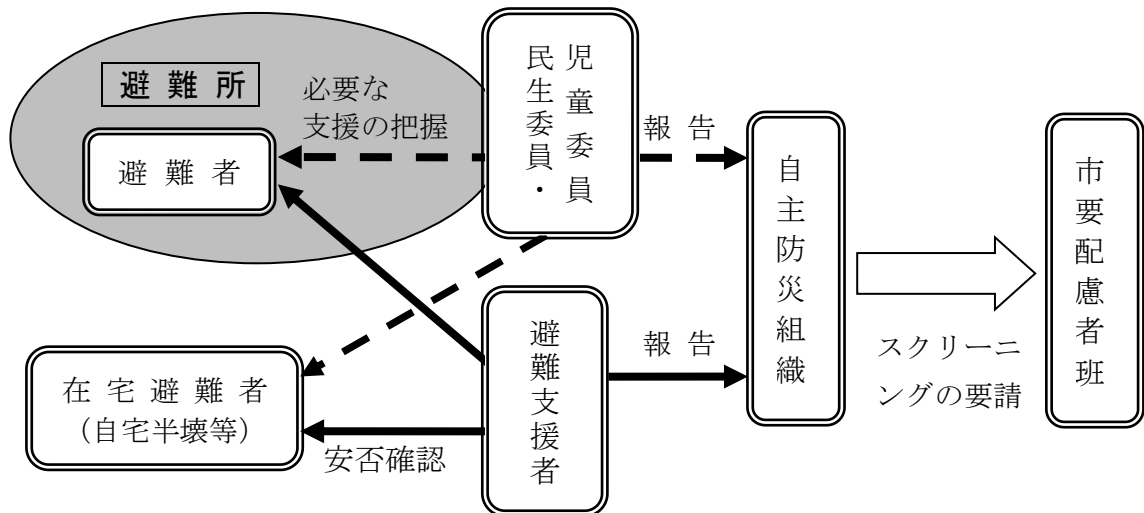 避難所
必要な
支援の把握
避難者
民生委員・
児童委員
報告
自主防災組織
市要配慮者班
避難支援者
報告
スクリーニ
ングの要請
在宅避難者
（自宅半壊等）
安否確認